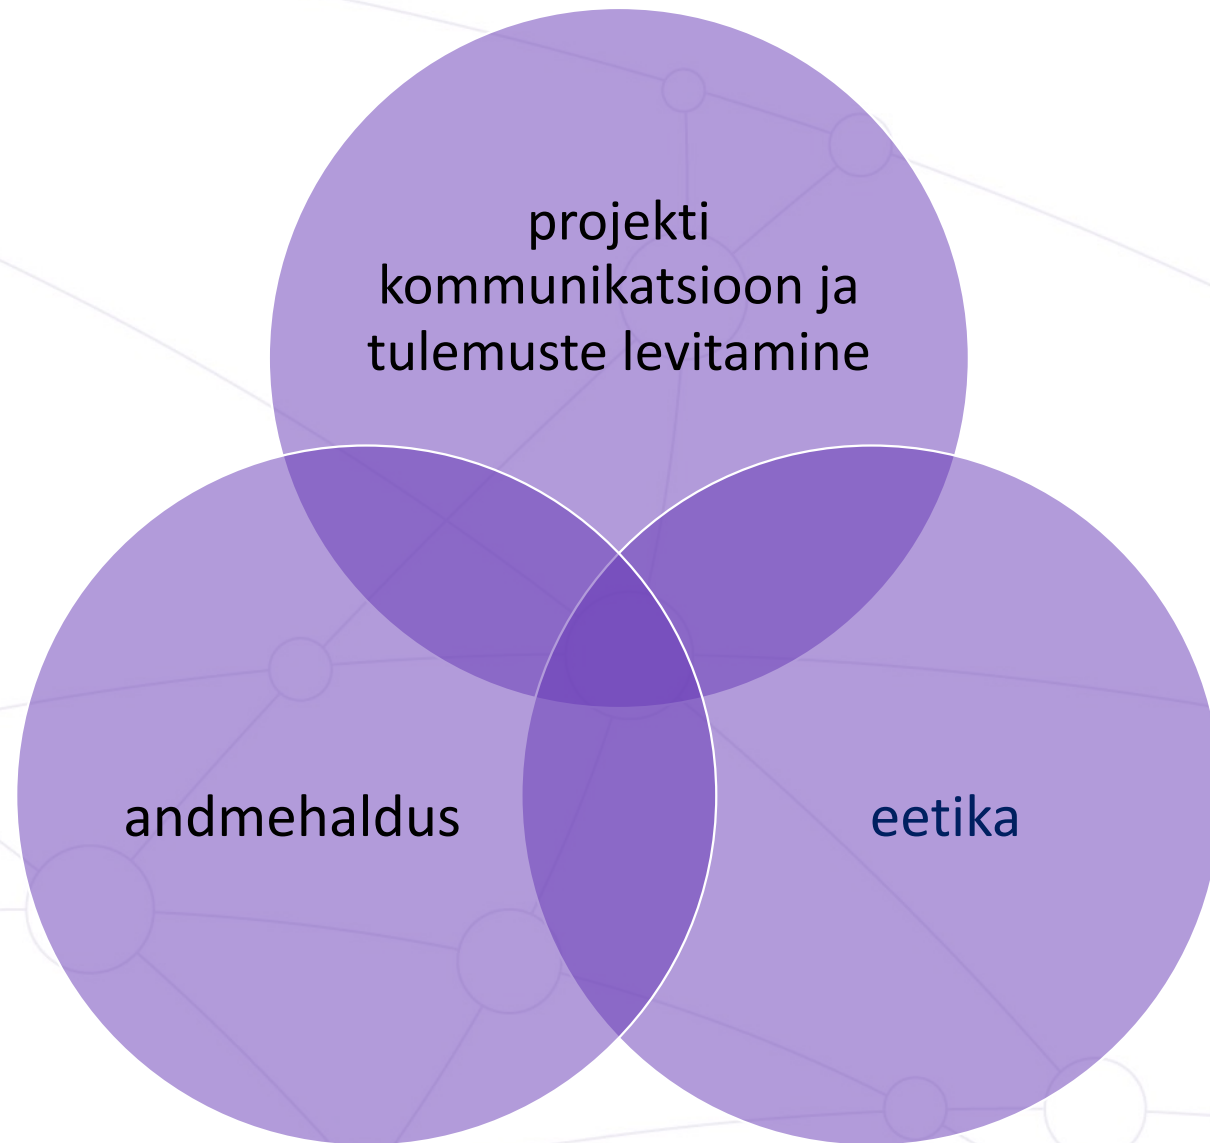 projekti
kommunikatsioon ja
tulemuste levitamine
andmehaldus
eetika